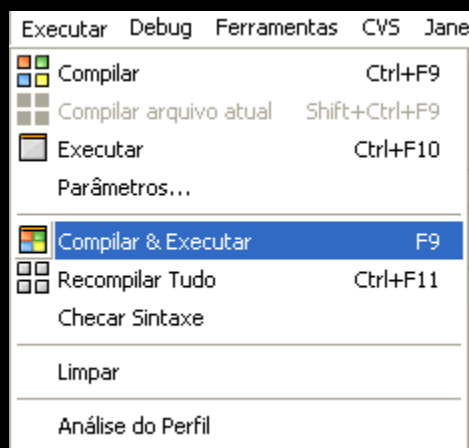 Executar Debug Ferramentas CVS Jane
Compilar Ctrl+F9
Compilar arquivo atual Shift+Ctrl+F9
Executar Ctrl+F10
Parâmetros...
Compilar & Executar F9
Recompilar Tudo Ctrl+F11
Checar Sintaxe
Limpar
Análise do Perfil